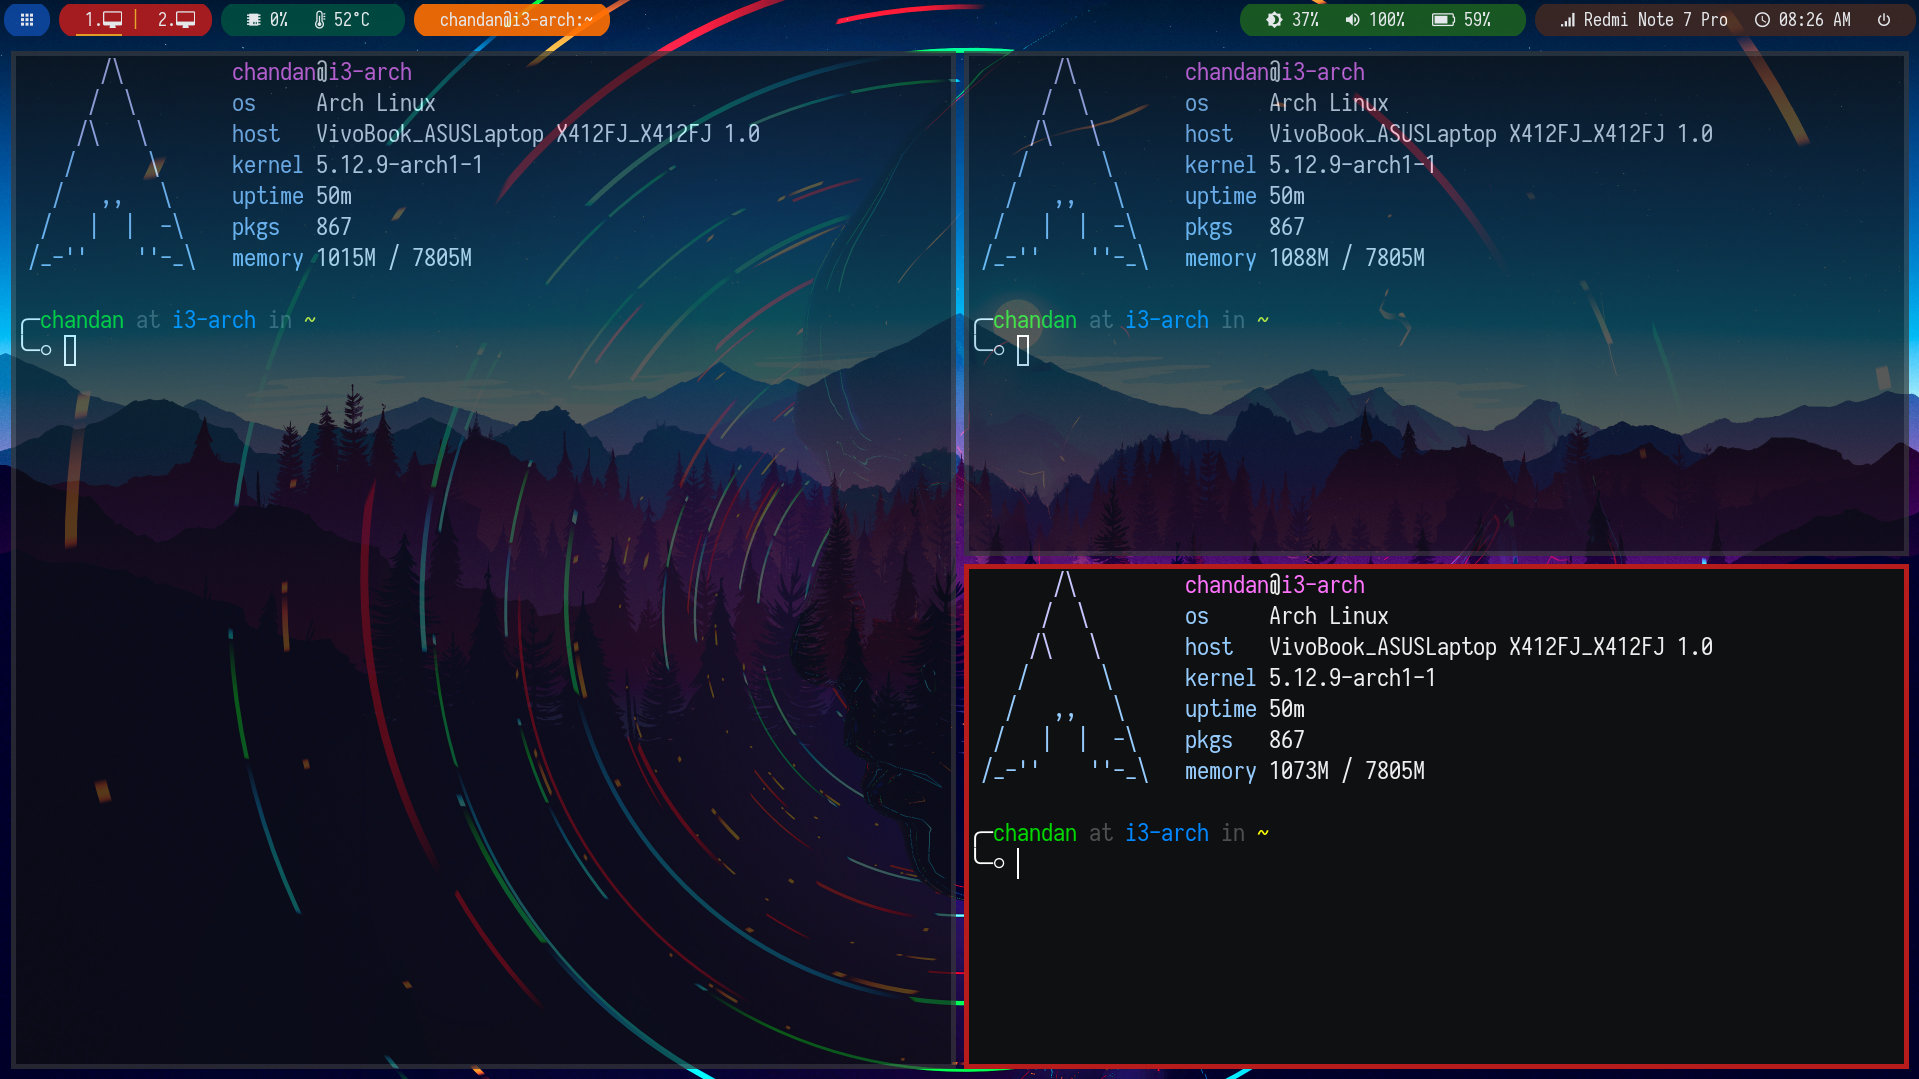 1. 2. 0% 52°C chandan@i3-arch:~ 37% 100% 59% Redmi Note 7 Pro 08:26 AM
chandan@i3-arch
os Arch Linux
host VivoBook_ASUSLaptop X412FJ_X412FJ 1.0
kernel 5.12.9-arch1-1
uptime 50m
pkgs 867
memory 1015M / 7805M
chandan at i3-arch in ~
chandan@i3-arch
os Arch Linux
host VivoBook_ASUSLaptop X412FJ_X412FJ 1.0
kernel 5.12.9-arch1-1
uptime 50m
pkgs 867
memory 1088M / 7805M
chandan at i3-arch in ~
chandan@i3-arch
os Arch Linux
host VivoBook_ASUSLaptop X412FJ_X412FJ 1.0
kernel 5.12.9-arch1-1
uptime 50m
pkgs 867
memory 1073M / 7805M
chandan at i3-arch in ~